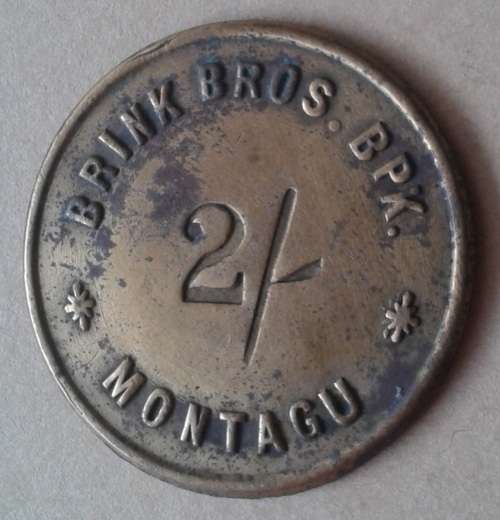 BRINK BROS. BPK.
2/-
MONTAGU